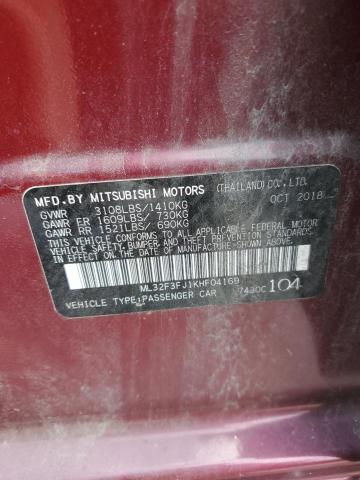 MFD.BY MITSUBISHI MOTORS (THAILAND) CO., LTD.
GVWR 3108LBS/1410KG OCT 2018
GAWR FR 1609LBS/ 730KG
GAWR RR 1521LBS/ 690KG
THIS VEHICLE CONFORMS TO ALL APPLICABLE FEDERAL MOTOR VEHICLE
SAFETY, BUMPER, AND THEFT PREVENTION STANDARDS IN EFFECT ON
THE DATE OF MANUFACTURE SHOWN ABOVE.
ML32F3FJ1KHF04169
VEHICLE TYPE:PASSENGER CAR 7430C 104